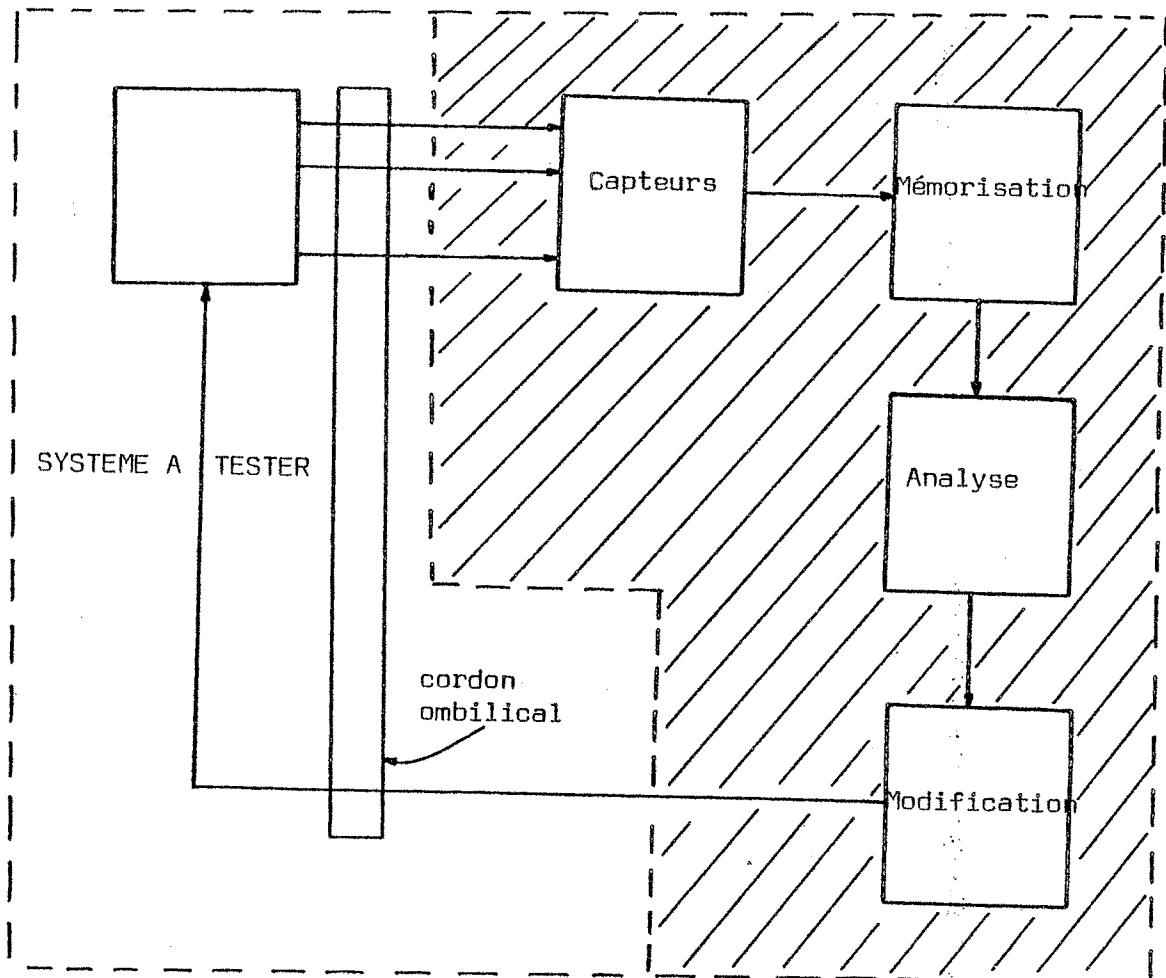 Capteurs
Mémorisation
SYSTEME A TESTER
Analyse
cordon
ombilical
Modification